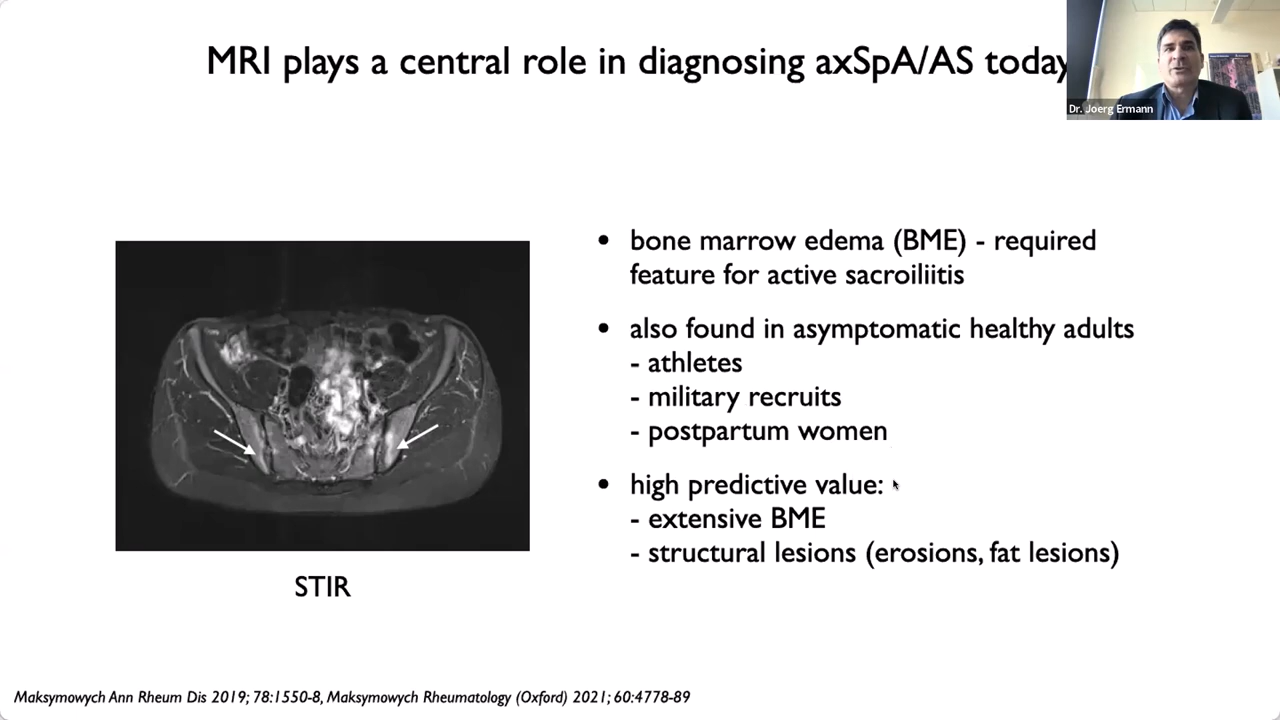 MRI plays a central role in diagnosing axSpA/AS today
Dr. Joerg Ermann
• bone marrow edema (BME) - required
feature for active sacroiliitis
• also found in asymptomatic healthy adults
- athletes
- military recruits
- postpartum women
• high predictive value:
- extensive BME
- structural lesions (erosions, fat lesions)
STIR
Maksymowych Ann Rheum Dis 2019; 78:1550-8, Maksymowych Rheumatology (Oxford) 2021; 60:4778-89